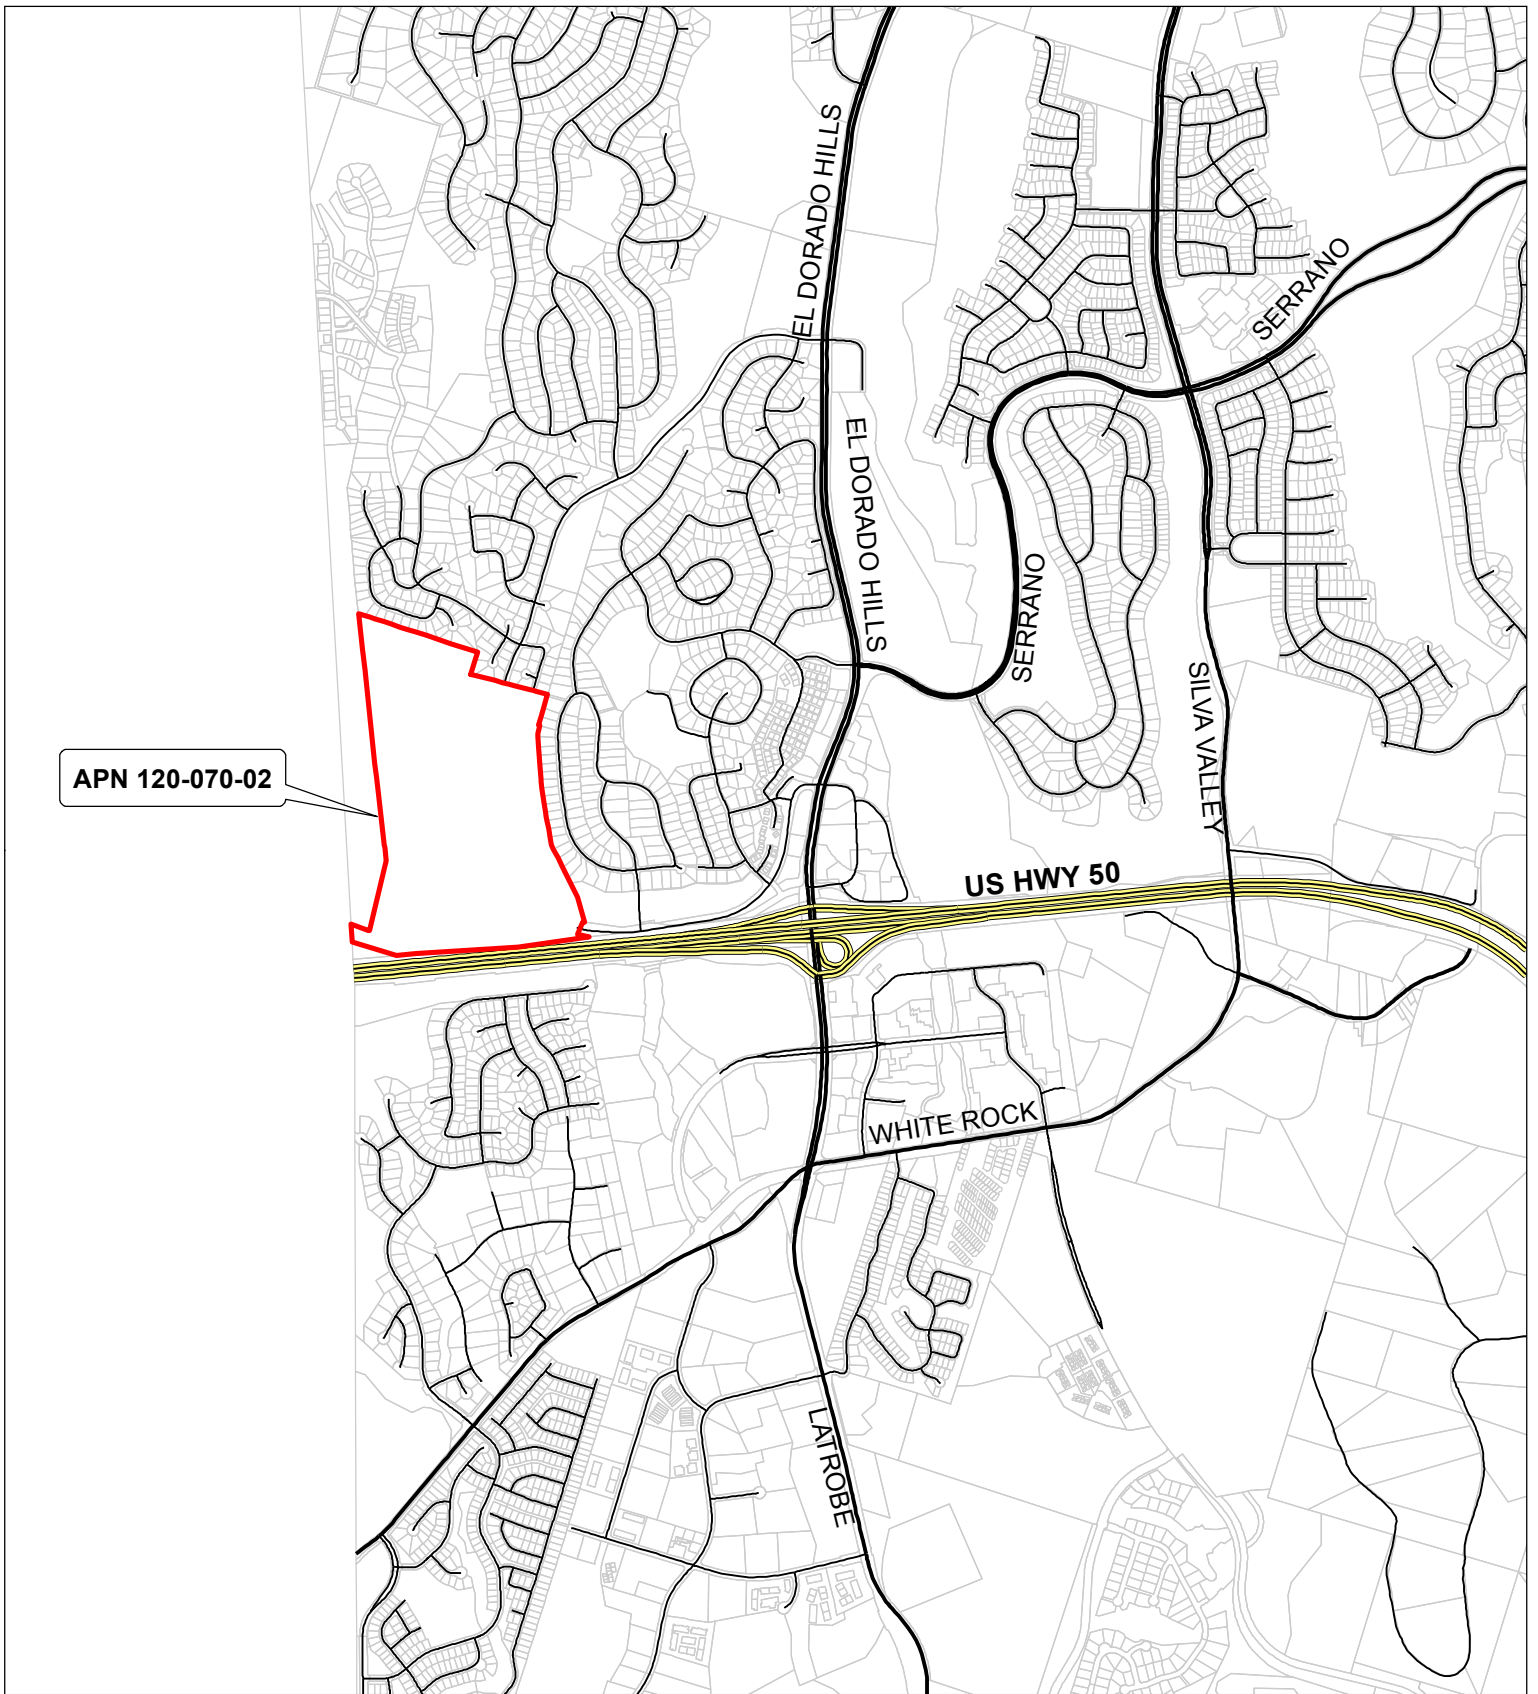 EL DORADO HILLS
SERRANO
EL DORADO HILLS
SERRANO
SILVA VALLEY
APN 120-070-02
US HWY 50
WHITE ROCK
LATROBE